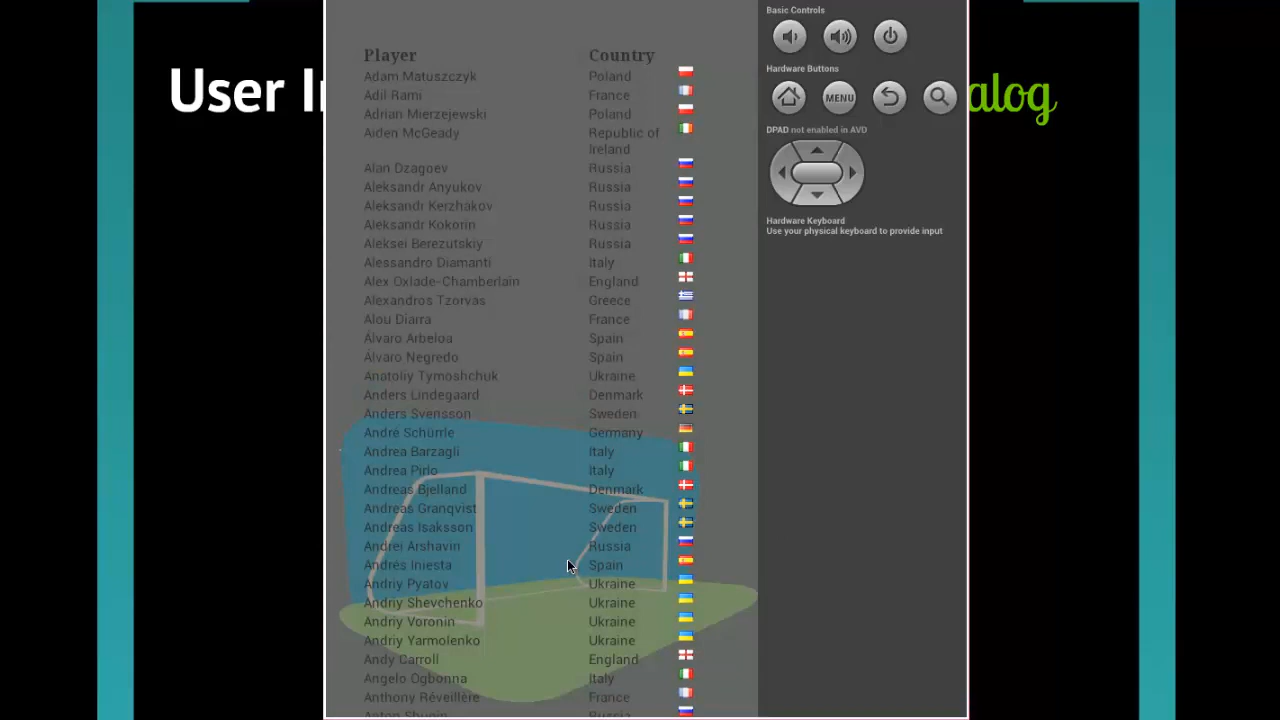 User In
alog
Player Country
Adam Matuszczyk Poland
Adil Rami France
Adrian Mierzejewski Poland
Aiden McGeady Republic of
Ireland
Alan Dzagoev Russia
Aleksandr Anyukov Russia
Aleksandr Kerzhakov Russia
Aleksandr Kokorin Russia
Aleksei Berezutskiy Russia
Alessandro Diamanti Italy
Alex Oxlade-Chamberlain England
Alexandros Tzorvas Greece
Alou Diarra France
Álvaro Arbeloa Spain
Álvaro Negredo Spain
Anatoliy Tymoshchuk Ukraine
Anders Lindegaard Denmark
Anders Svensson Sweden
André Schürrle Germany
Andrea Barzagli Italy
Andrea Pirlo Italy
Andreas Bjelland Denmark
Andreas Granqvist Sweden
Andreas Isaksson Sweden
Andrei Arshavin Russia
Andrés Iniesta Spain
Andriy Pyatov Ukraine
Andriy Shevchenko Ukraine
Andriy Voronin Ukraine
Andriy Yarmolenko Ukraine
Andy Carroll England
Angelo Ogbonna Italy
Anthony Réveillère France
Anton Shunin Russia
Basic Controls
Hardware Buttons
MENU
DPAD not enabled in AVD
Hardware Keyboard
Use your physical keyboard to provide input